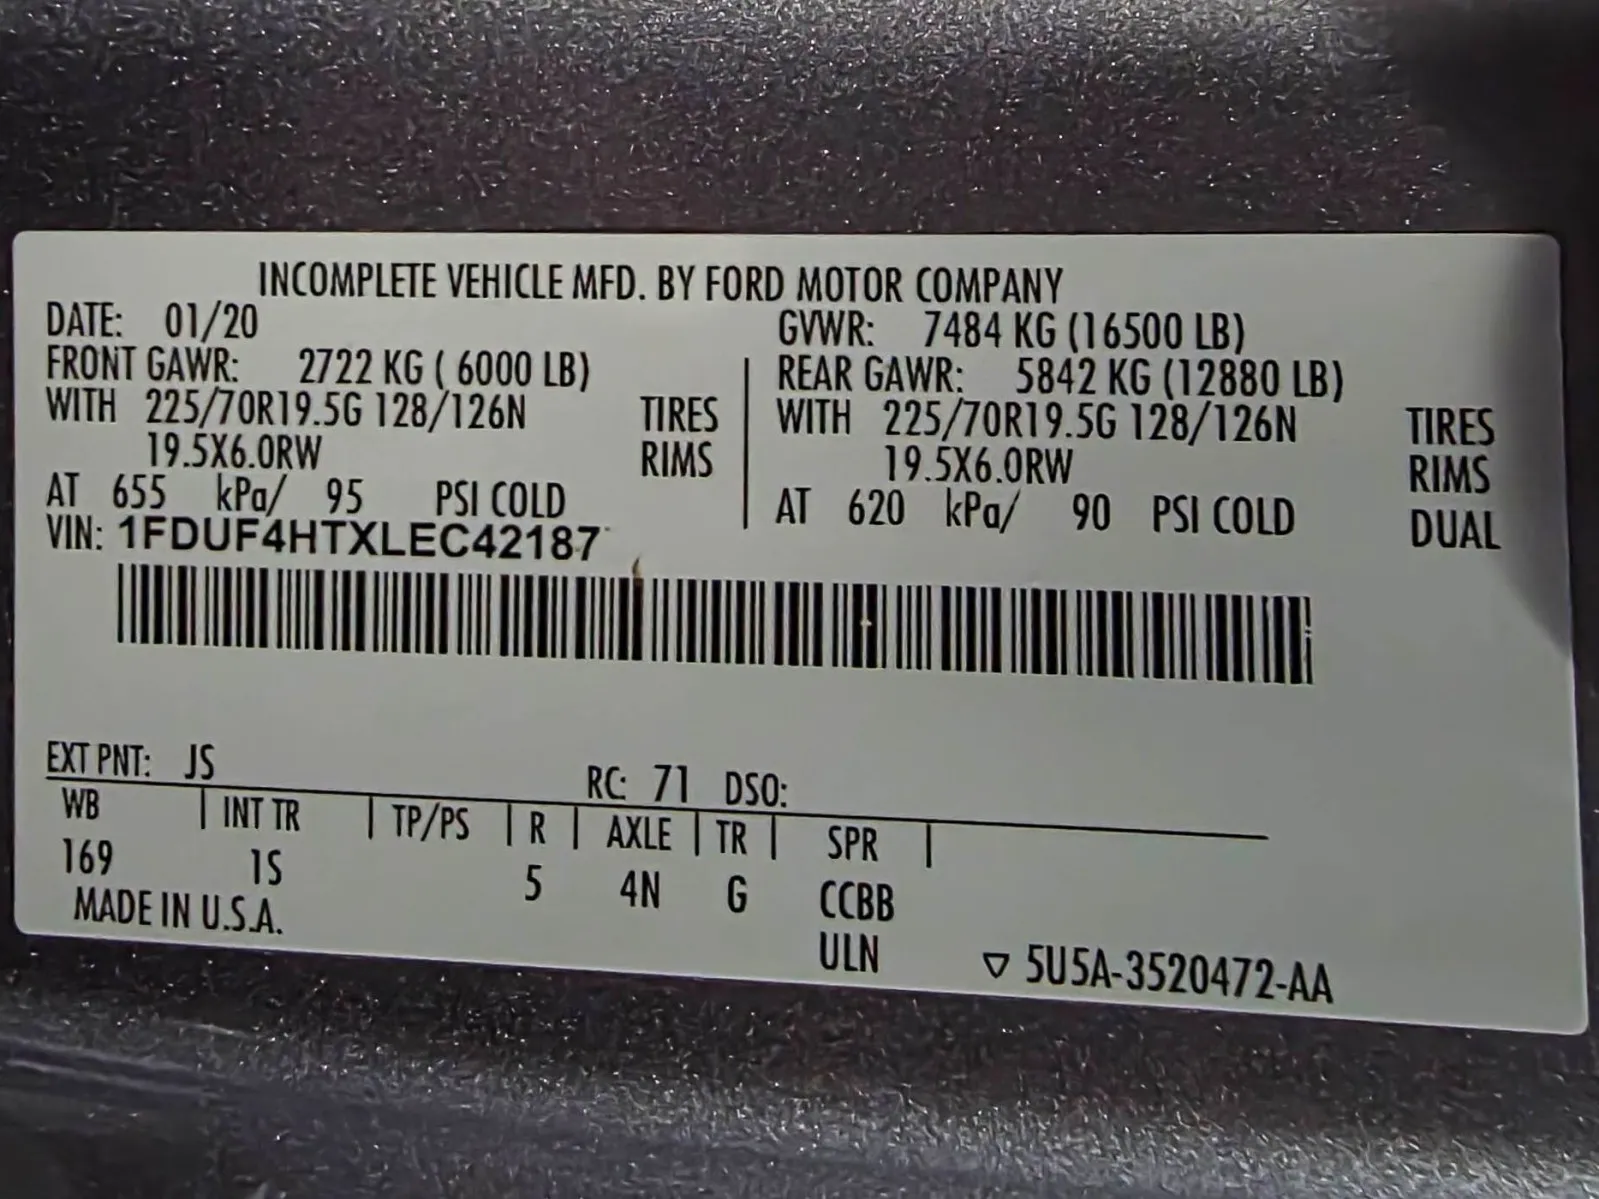 INCOMPLETE VEHICLE MFD. BY FORD MOTOR COMPANY
DATE: 01/20 GVWR: 7484 KG (16500 LB)
FRONT GAWR: 2722 KG ( 6000 LB) REAR GAWR: 5842 KG (12880 LB)
WITH 225/70R19.5G 128/126N TIRES WITH 225/70R19.5G 128/126N TIRES
19.5X6.0RW RIMS 19.5X6.0RW RIMS
AT 655 kPa/ 95 PSI COLD AT 620 kPa/ 90 PSI COLD DUAL
VIN: 1FDUF4HTXLEC42187
EXT PNT: JS RC: 71 DSO:
WB INT TR TP/PS R AXLE TR SPR
169 1S 5 4N G CCBB
MADE IN U.S.A. ULN 5U5A-3520472-AA